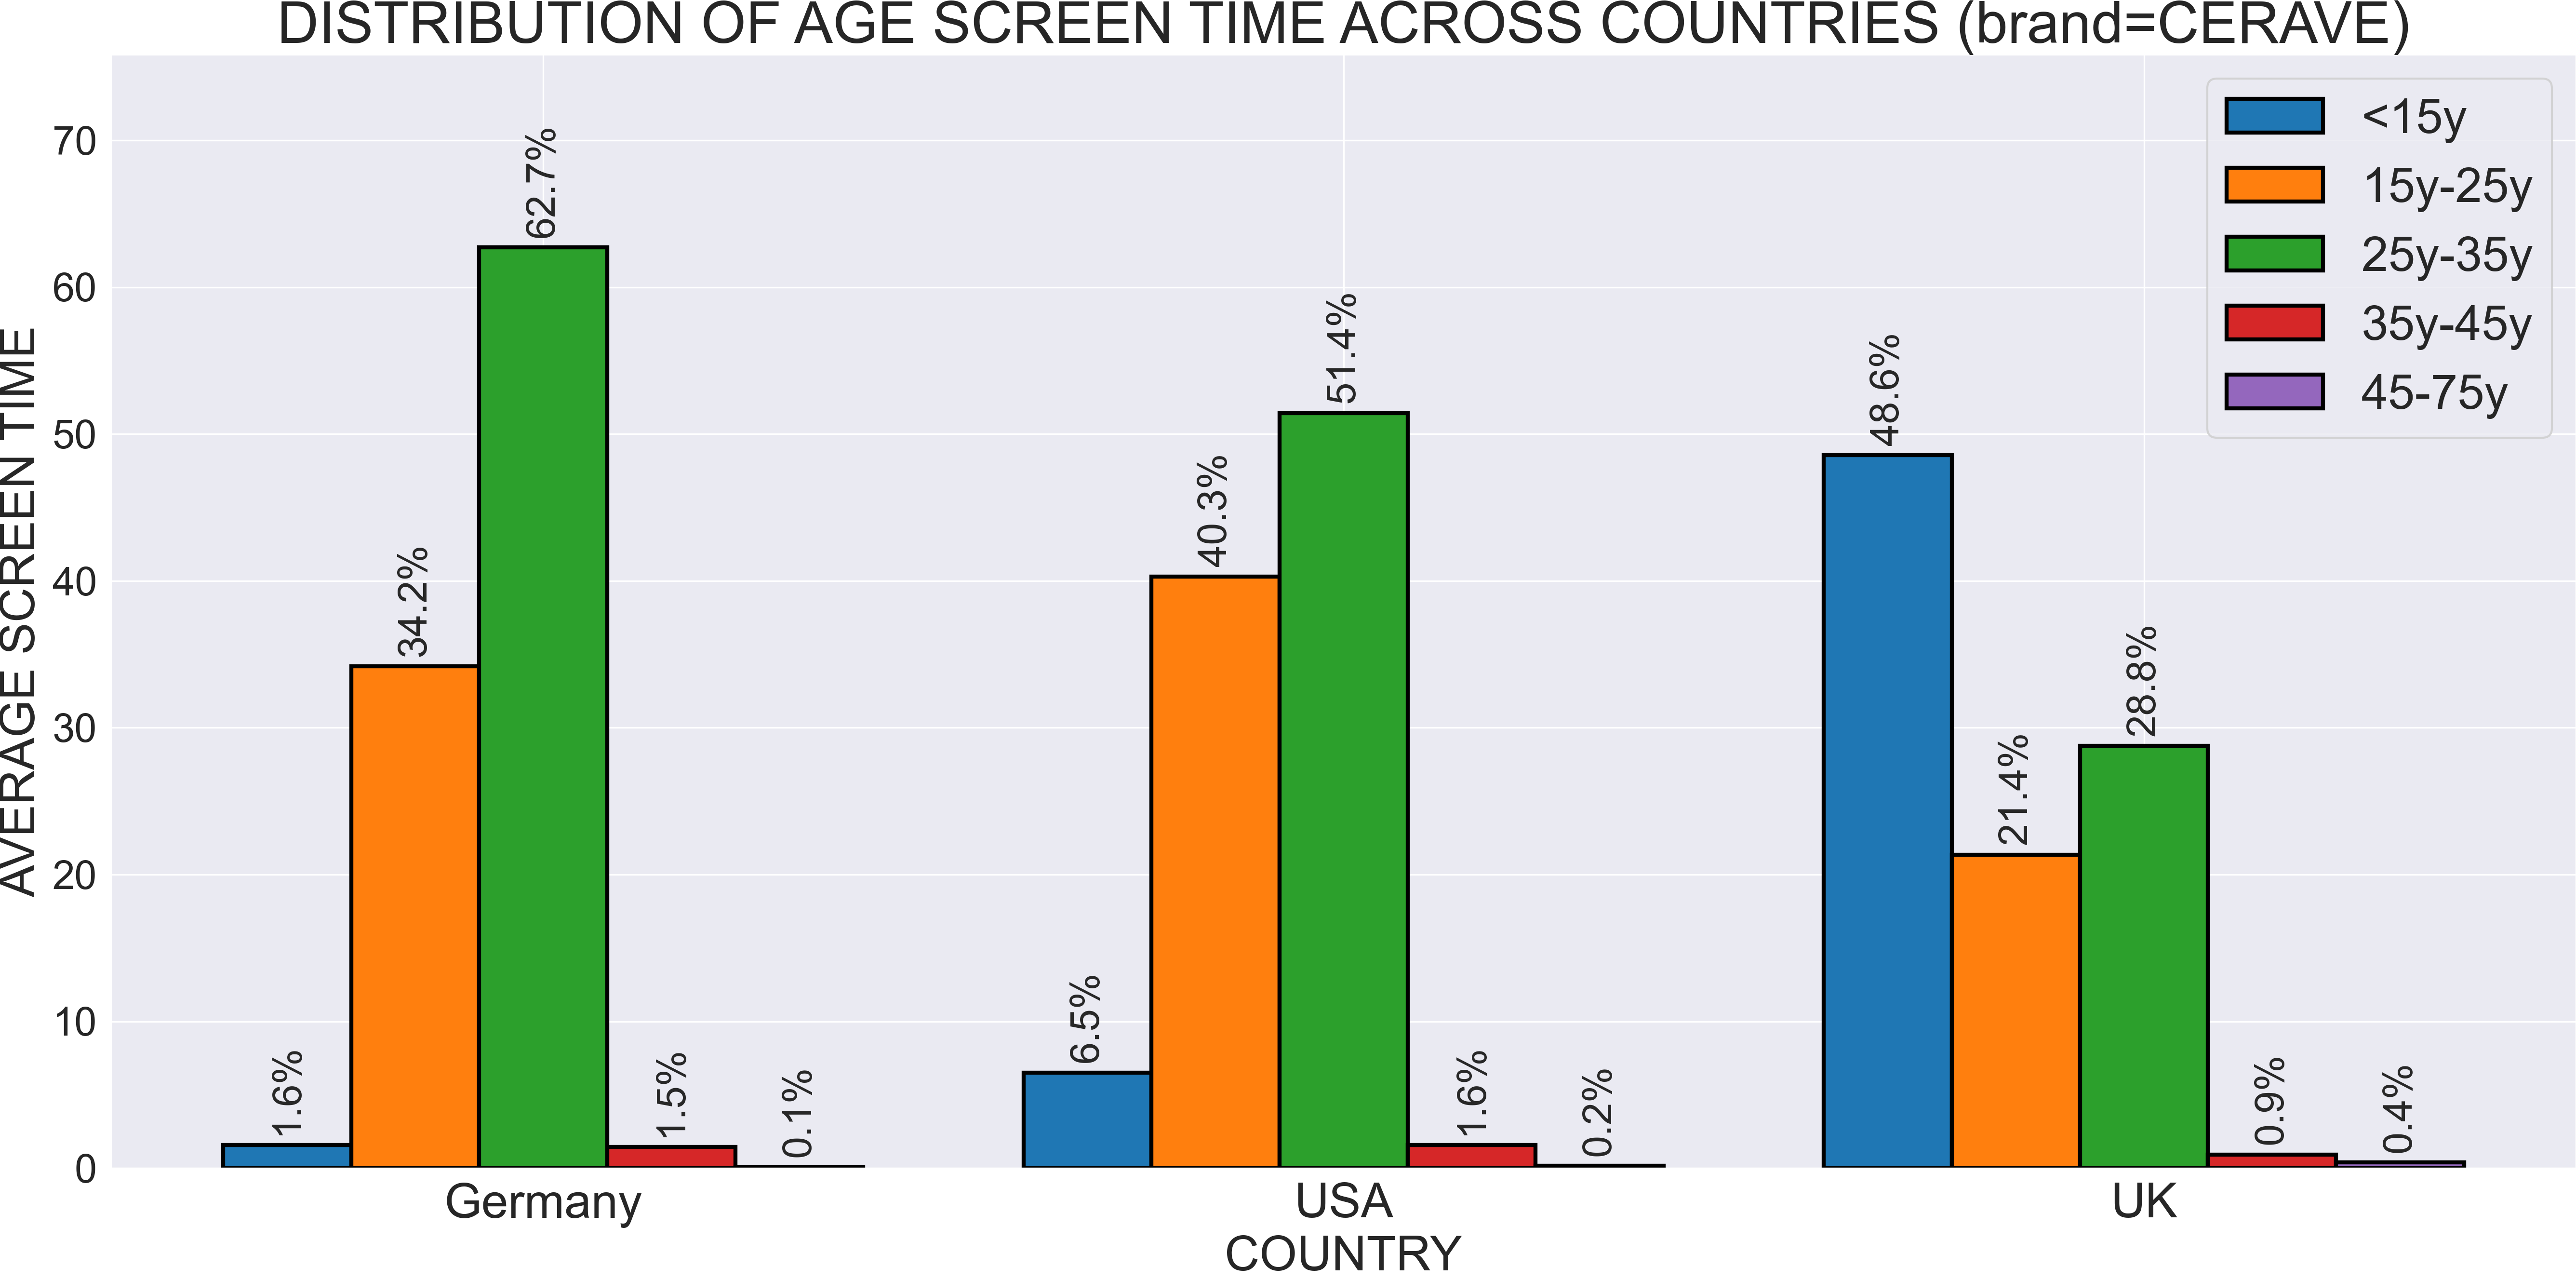 DISTRIBUTION OF AGE SCREEN TIME ACROSS COUNTRIES (brand=CERAVE)
<15y
15y-25y
25y-35y
35y-45y
45-75y
AVERAGE SCREEN TIME
70
60
50
40
30
20
10
0
1.6%
34.2%
62.7%
1.5%
0.1%
6.5%
40.3%
51.4%
1.6%
0.2%
48.6%
21.4%
28.8%
0.9%
0.4%
Germany
USA
UK
COUNTRY